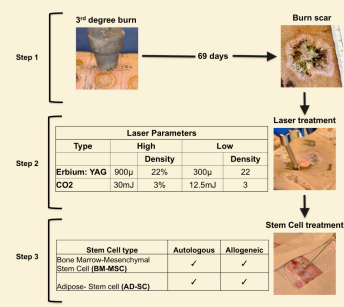 3rd degree burn
Burn scar
Step 1
69 days
Laser treatment
Laser Parameters
Type High Low
Density Density
Erbium: YAG 900µ 22% 300µ 22
CO2 30mJ 3% 12.5mJ 3
Step 2
Stem Cell treatment
Step 3
Stem Cell type Autologous Allogeneic
Bone Marrow-Mesenchymal
Stem Cell (BM-MSC) ✓ ✓
Adipose- Stem cell (AD-SC) ✓ ✓